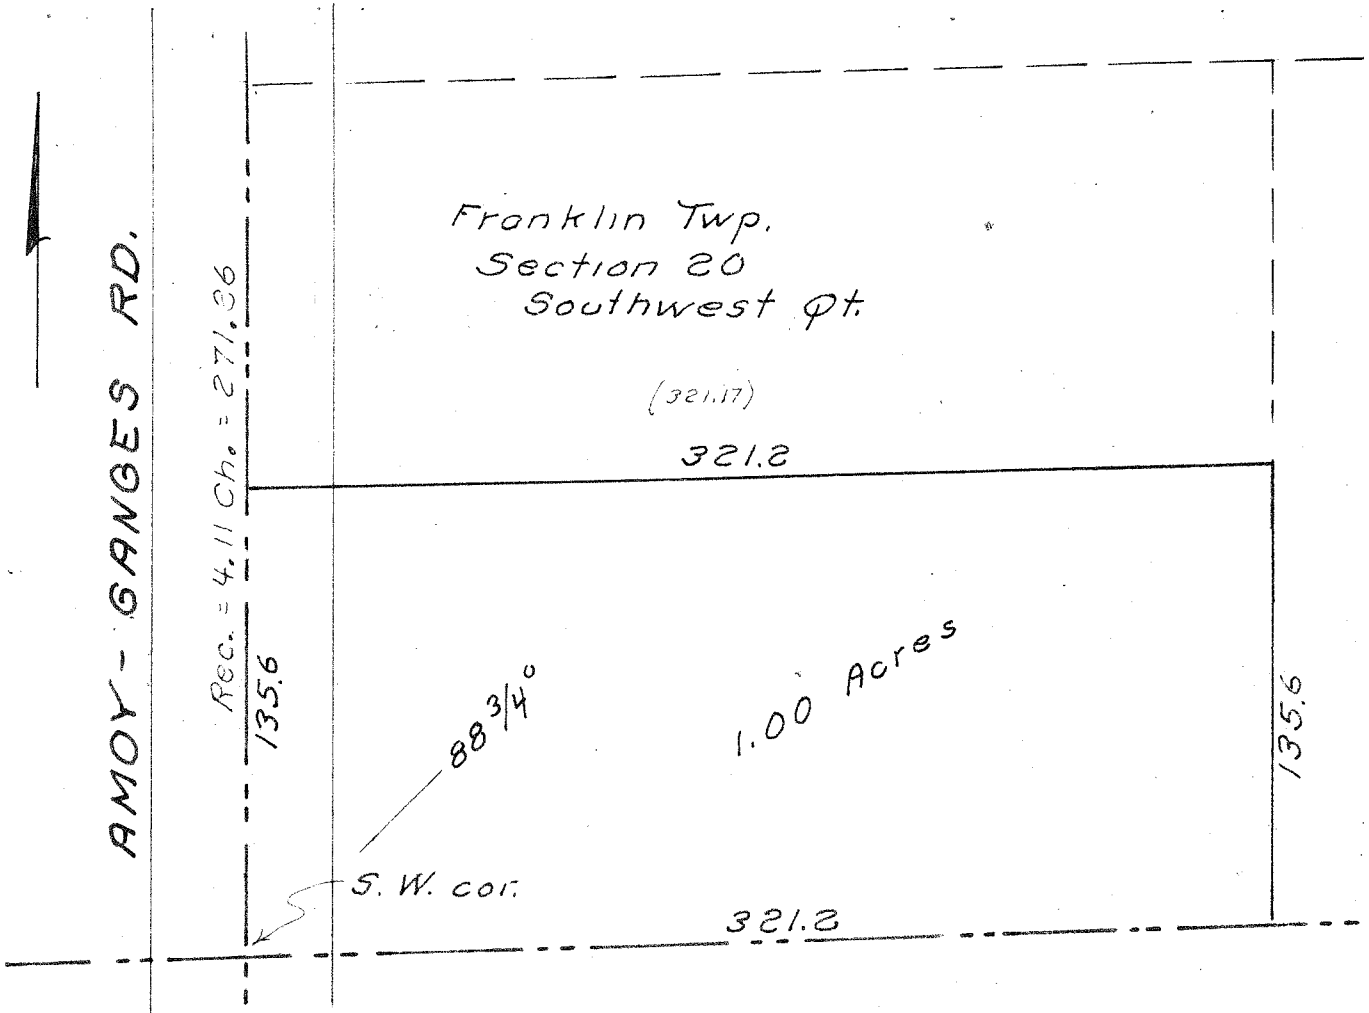 Franklin Twp.
Section 20
Southwest Qt.
AMOY - GANGES RD.
Rec. = 4.11 Ch. = 271.26
(321.17)
321.2
135.6
88 3/4°
1.00 Acres
135.6
S. W. cor.
321.2